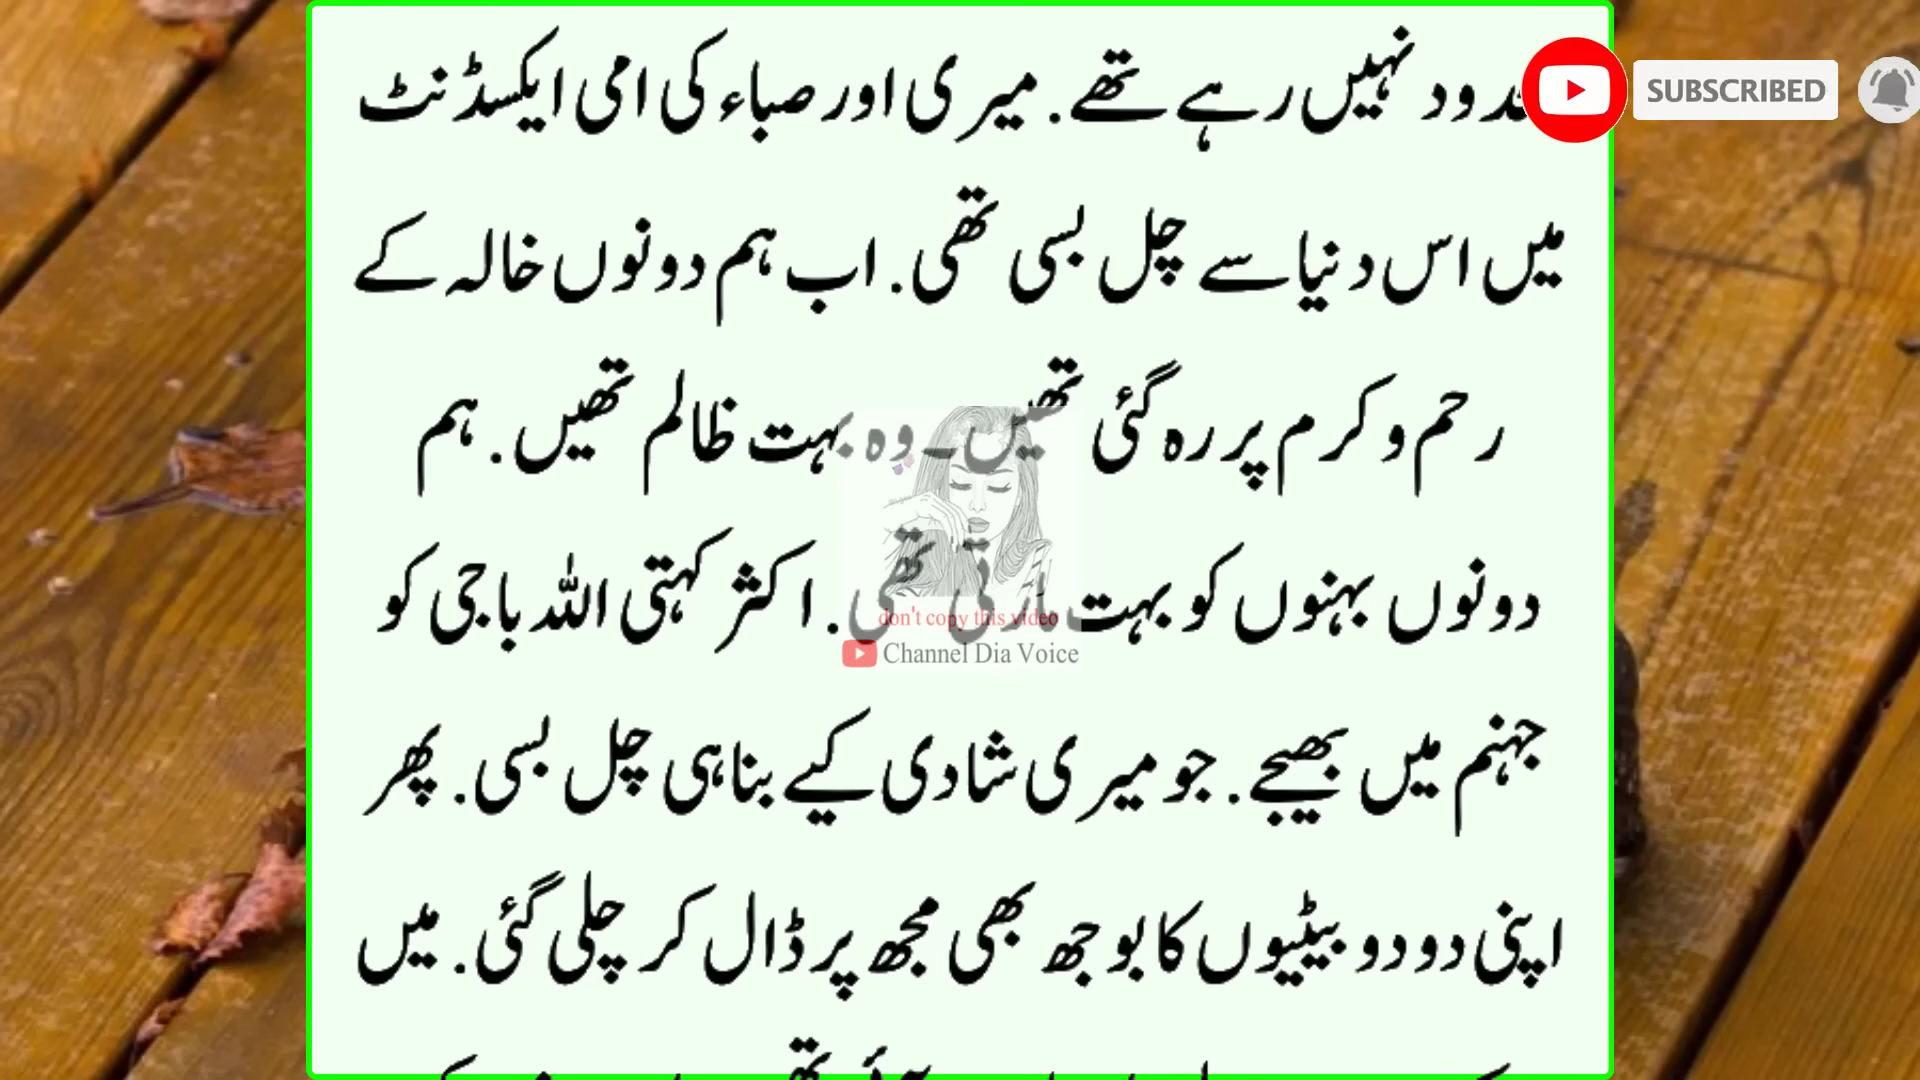 نہیں رہے تھے. میری اور صباء کی امی ایکسڈنٹ
میں اس دنیا سے چل بسی تھی. اب ہم دونوں خالہ کے
رحم و کرم پر رہ گئی تھیں۔ وہ بہت ظالم تھیں. ہم
دونوں بہنوں کو بہت مارتی تھی. اکثر کہتی اللہ باجی کو
جہنم میں بھیجے. جو میری شادی کیے بنا ہی چل بسی. پھر
اپنی دو دو بیٹیوں کا بوجھ بھی مجھ پر ڈال کر چلی گئی. میں
SUBSCRIBED
don't copy this video
Channel Dia Voice